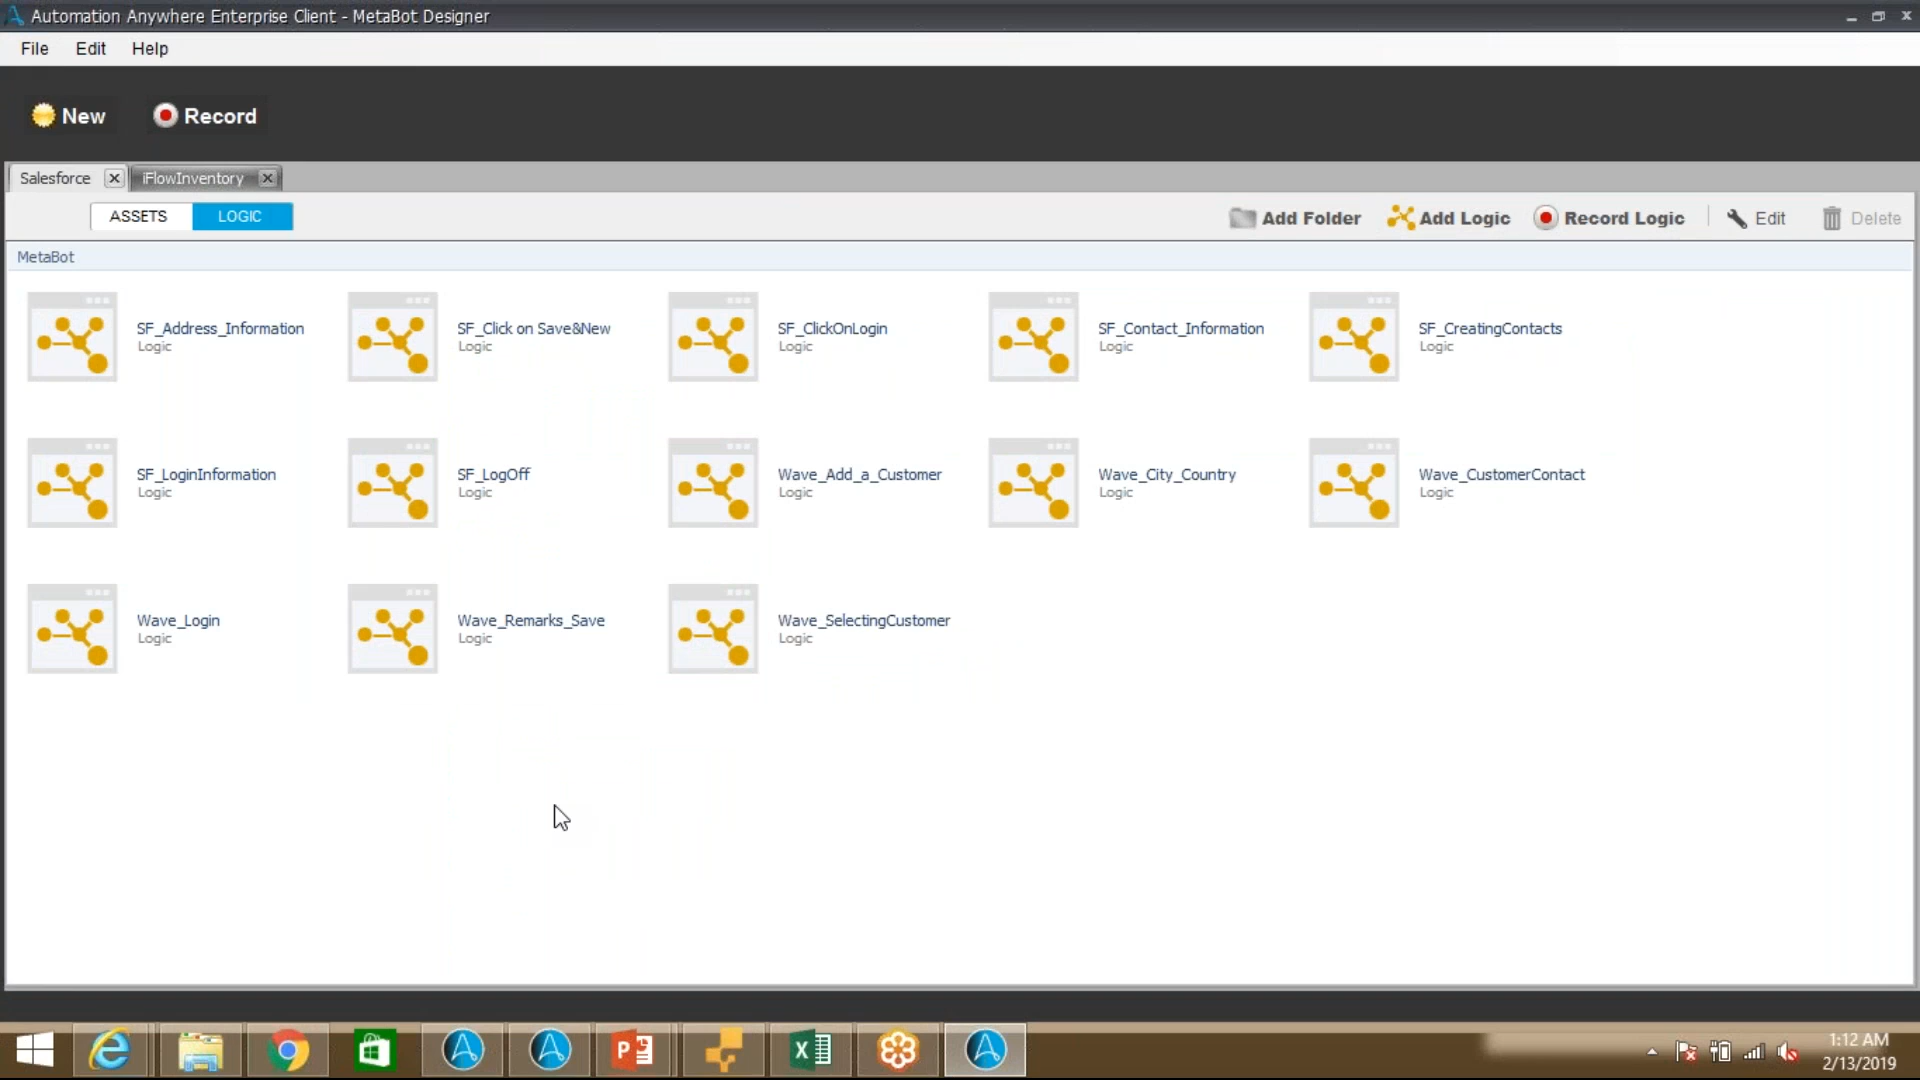 Automation Anywhere Enterprise Client - MetaBot Designer
File Edit Help
New Record
Salesforce iFlowInventory
ASSETS LOGIC Add Folder Add Logic Record Logic Edit Delete
MetaBot
SF_Address_Information SF_Click on Save&New SF_ClickOnLogin SF_Contact_Information SF_CreatingContacts
Logic Logic Logic Logic Logic
SF_LoginInformation SF_LogOff Wave_Add_a_Customer Wave_City_Country Wave_CustomerContact
Logic Logic Logic Logic Logic
Wave_Login Wave_Remarks_Save Wave_SelectingCustomer
Logic Logic Logic
1:12 AM
2/13/2019